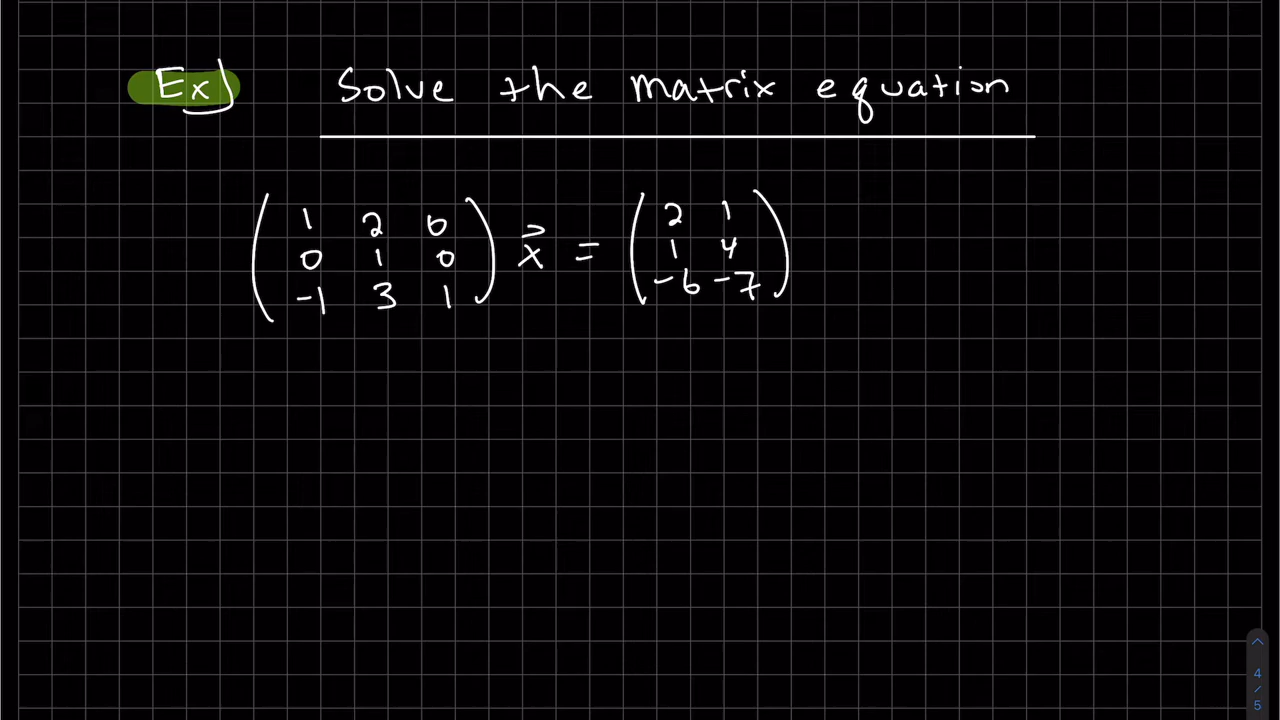 Ex) Solve the matrix equation
( 1 2 0 ) ( 2 1 )
( 0 1 0 ) x⃗ = ( 1 4 )
( -1 3 1 ) ( -6 -7 )
4
/
5